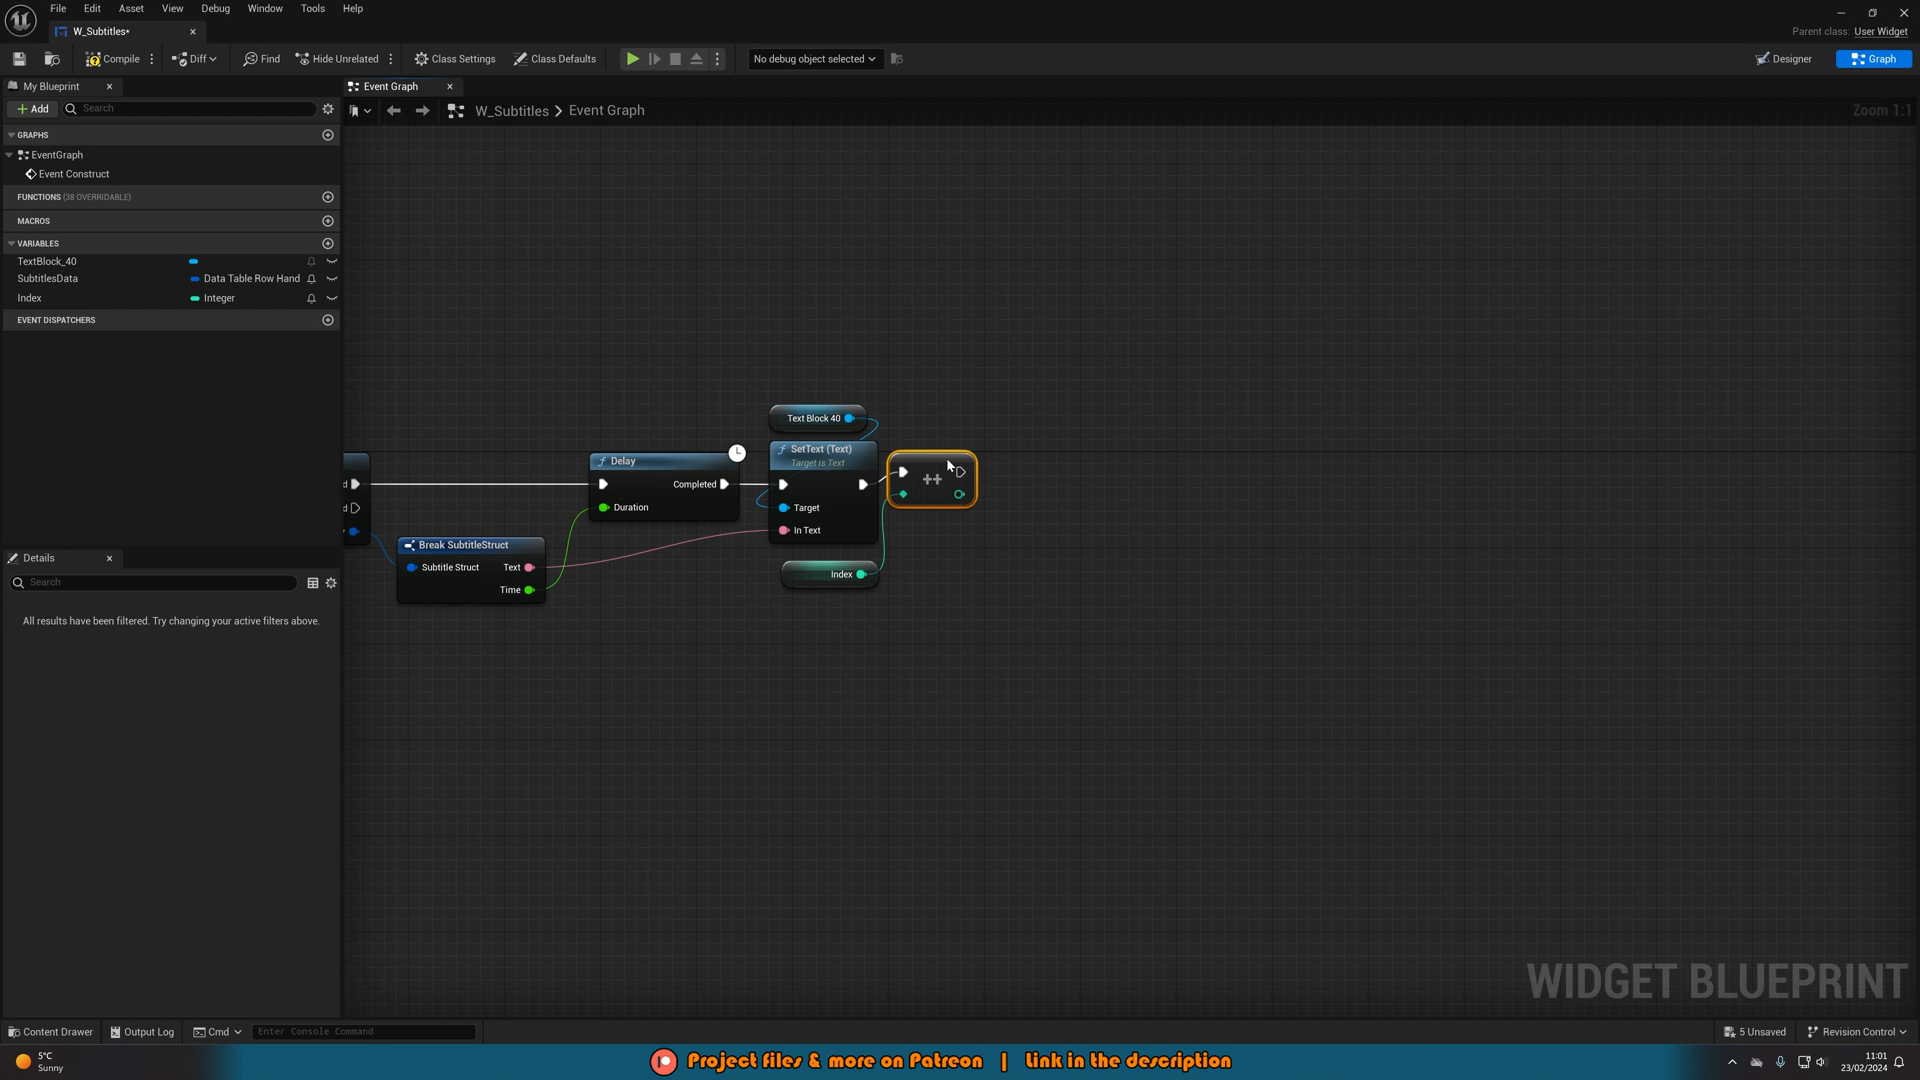 File Edit Asset View Debug Window Tools Help
W_Subtitles*
Parent class: User Widget
Compile Diff Find Hide Unrelated Class Settings Class Defaults No debug object selected Designer Graph
My Blueprint Event Graph
Add Search W_Subtitles > Event Graph Zoom 1:1
GRAPHS
EventGraph
Event Construct
FUNCTIONS (38 OVERRIDABLE)
MACROS
VARIABLES
TextBlock_40
SubtitlesData Data Table Row Hand
Index Integer
EVENT DISPATCHERS
Text Block 40
SetText (Text)
Target is Text
Delay
Completed
Duration
Target
In Text
++
d
d
Break SubtitleStruct
Subtitle Struct Text
Time
Index
Details
Search
All results have been filtered. Try changing your active filters above.
WIDGET BLUEPRINT
Content Drawer Output Log Cmd Enter Console Command 5 Unsaved Revision Control
5°C
Sunny
Project files & more on Patreon | Link in the description
11:01
23/02/2024